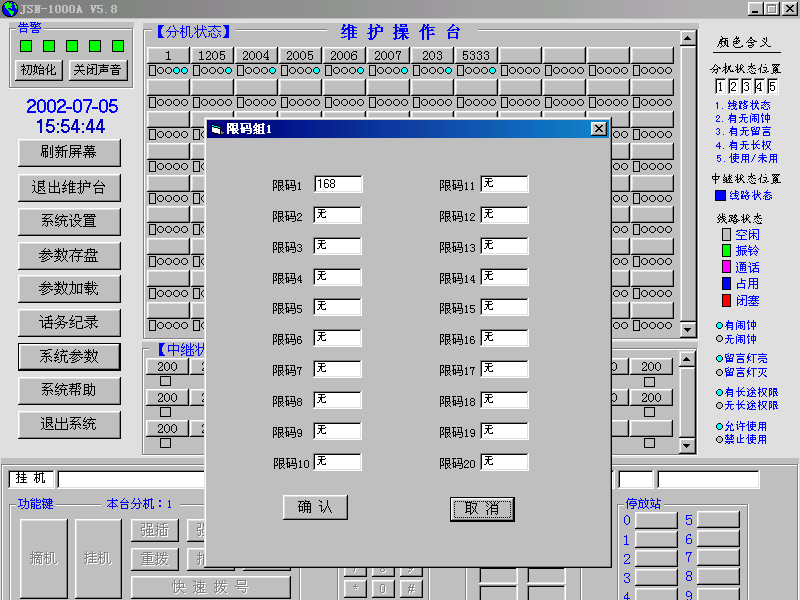 JSN-1000A V5.8
告警
初始化 关闭声音
2002-07-05
15:54:44
刷新屏幕
退出维护台
系统设置
参数存盘
参数加载
话务纪录
系统参数
系统帮助
退出系统
【分机状态】 维护操作台
1 1205 2004 2005 2006 2007 203 5333
限码组1
限码1 168 限码11 无
限码2 无 限码12 无
限码3 无 限码13 无
限码4 无 限码14 无
限码5 无 限码15 无
限码6 无 限码16 无
限码7 无 限码17 无
限码8 无 限码18 无
限码9 无 限码19 无
限码10 无 限码20 无
确认 取消
【中继状
200 200
200 200
200
颜色含义
分机状态位置
1 2 3 4 5
1. 线路状态
2. 有无闹钟
3. 有无留言
4. 有无长权
5. 使用/未用
中继状态位置
线路状态
线路状态
空闲
振铃
通话
占用
闭塞
有闹钟
无闹钟
留言灯亮
留言灯灭
有长途权限
无长途权限
允许使用
禁止使用
挂机
功能键 本台分机：1
摘机 挂机 强插
重拨
快速拨号
* 0 #
停放站
0 5
1 6
2 7
3 8
4 9